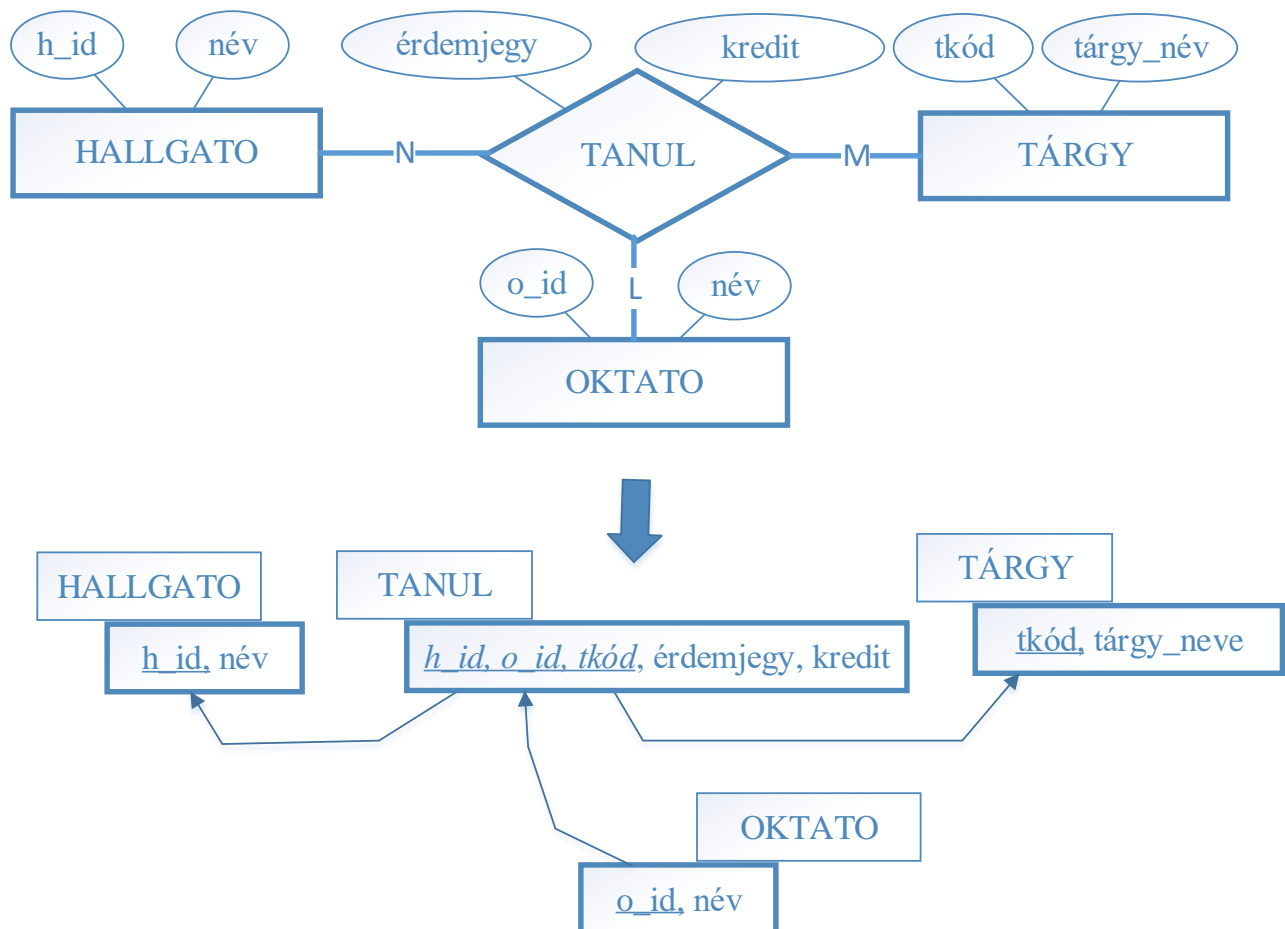 h_id név érdemjegy kredit tkód tárgy_név
HALLGATO N TANUL M TÁRGY
o_id L név
OKTATO
HALLGATO TANUL TÁRGY
h_id, név h_id, o_id, tkód, érdemjegy, kredit tkód, tárgy_neve
OKTATO
o_id, név